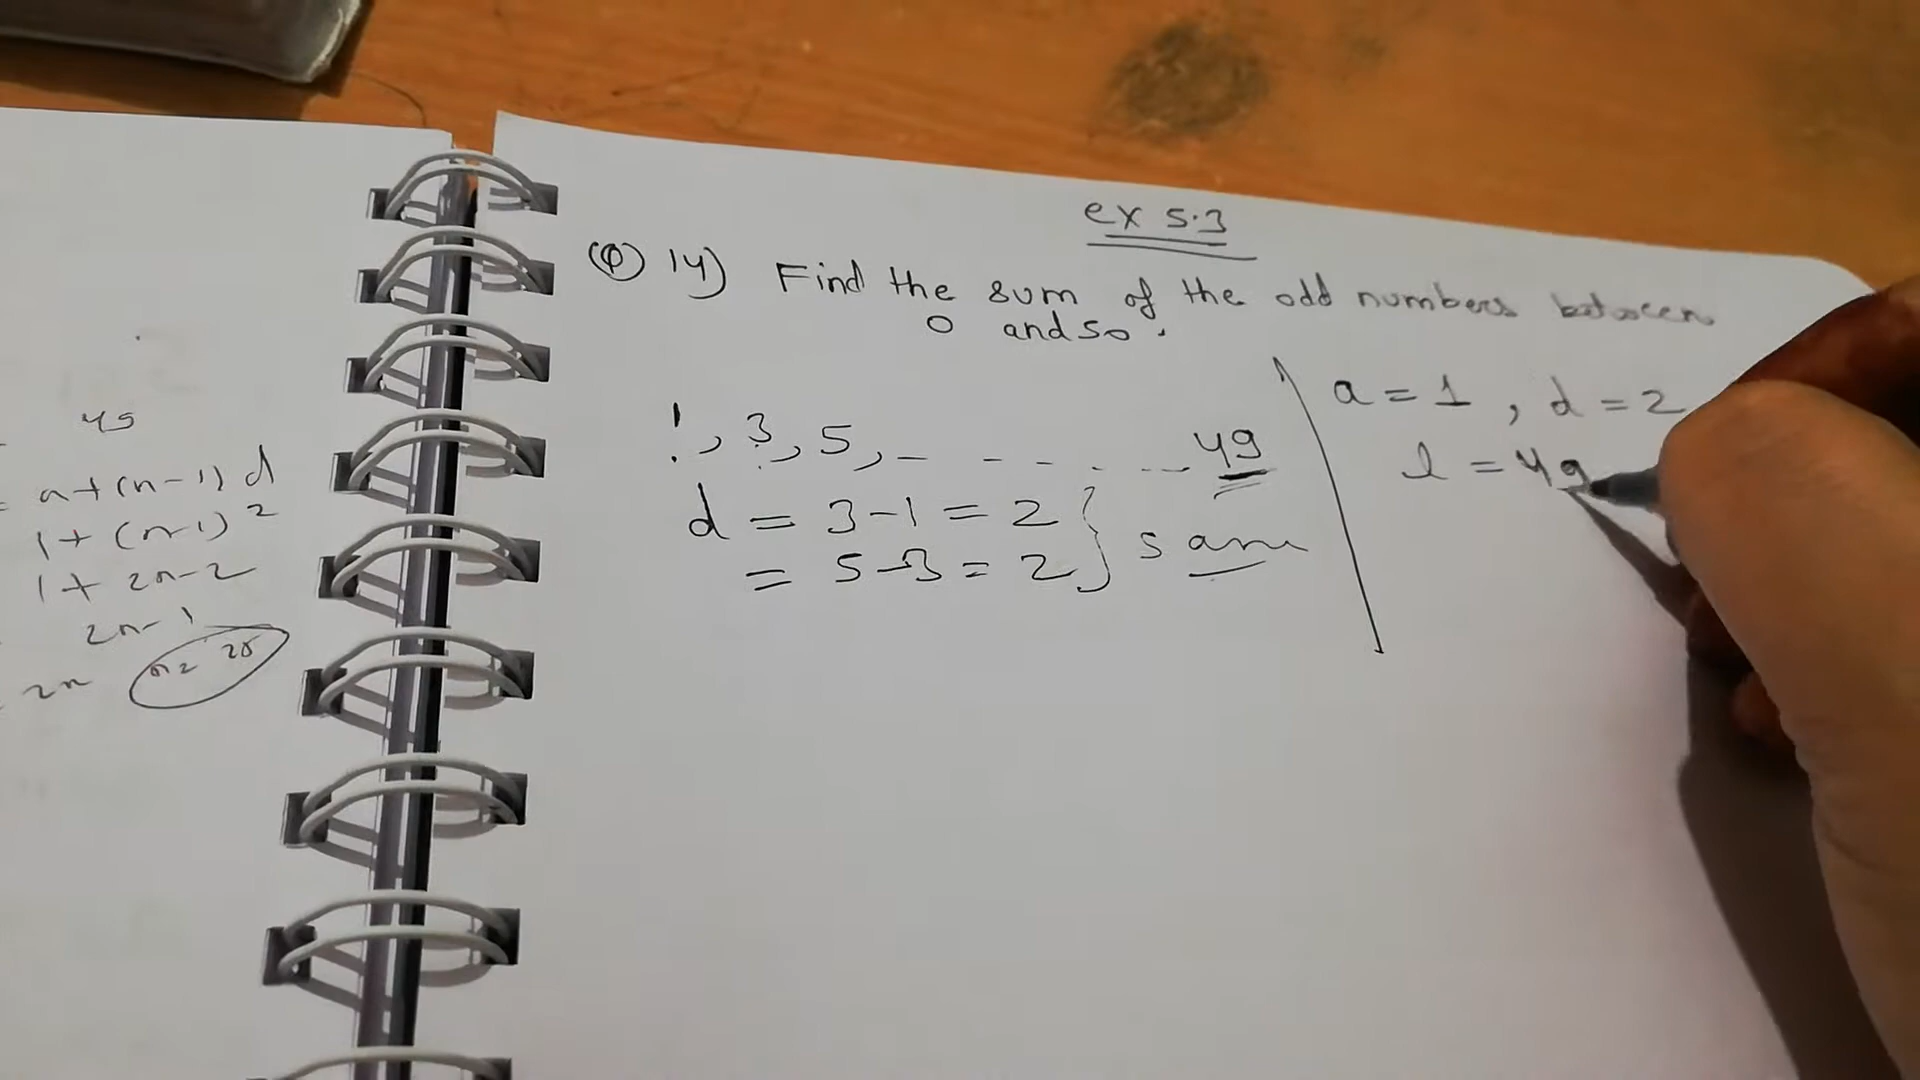 49
= a+(n-1) d
1+ (n-1) 2
1+ 2n-2
2n-1
2n n= 25
ex 5.3
Q 14) Find the sum of the odd numbers between
0 and 50.
1, 3, 5, - - - - . - 49
d = 3-1 = 2
= 5-3 = 2 } same
a = 1 , d = 2
l = 49